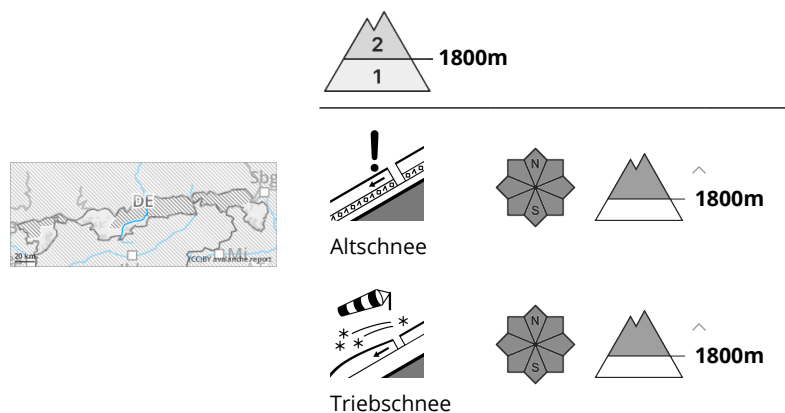 2
1800m
1
N
S
1800m
Altschnee
Sbg
DE
20 km
(CC)BY avalanche.report
N
S
1800m
Triebschnee